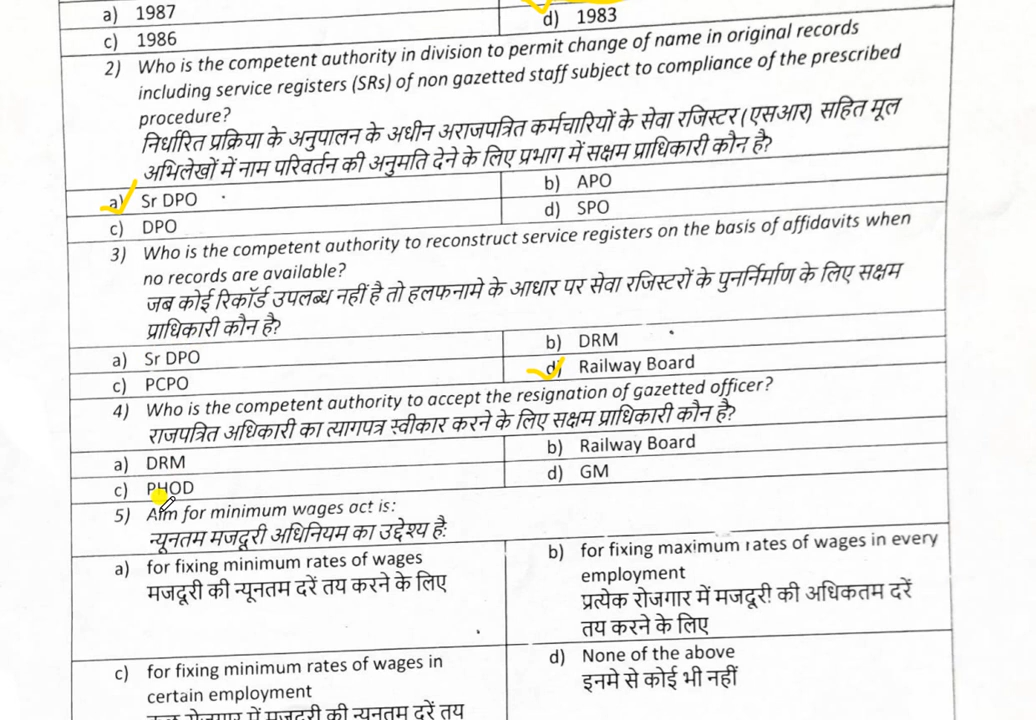 a) 1987
d) 1983
c) 1986
2) Who is the competent authority in division to permit change of name in original records
including service registers (SRs) of non gazetted staff subject to compliance of the prescribed
procedure?
निर्धारित प्रक्रिया के अनुपालन के अधीन अराजपत्रित कर्मचारियों के सेवा रजिस्टर(एसआर) सहित मूल
अभिलेखों में नाम परिवर्तन की अनुमति देने के लिए प्रभाग में सक्षम प्राधिकारी कौन है?
a) Sr DPO
b) APO
c) DPO
d) SPO
3) Who is the competent authority to reconstruct service registers on the basis of affidavits when
no records are available?
जब कोई रिकॉर्ड उपलब्ध नहीं है तो हलफनामे के आधार पर सेवा रजिस्टरों के पुनर्निर्माण के लिए सक्षम
प्राधिकारी कौन है?
a) Sr DPO
b) DRM
c) PCPO
d) Railway Board
4) Who is the competent authority to accept the resignation of gazetted officer?
राजपत्रित अधिकारी का त्यागपत्र स्वीकार करने के लिए सक्षम प्राधिकारी कौन है?
a) DRM
b) Railway Board
c) PHOD
d) GM
5) Aim for minimum wages act is:
न्यूनतम मजदूरी अधिनियम का उद्देश्य है:
a) for fixing minimum rates of wages
मजदूरी की न्यूनतम दरें तय करने के लिए
b) for fixing maximum rates of wages in every
employment
प्रत्येक रोजगार में मजदूरी की अधिकतम दरें
तय करने के लिए
c) for fixing minimum rates of wages in
certain employment
कुछ रोजगार में मजदूरी की न्यूनतम दरें तय
d) None of the above
इनमे से कोई भी नहीं